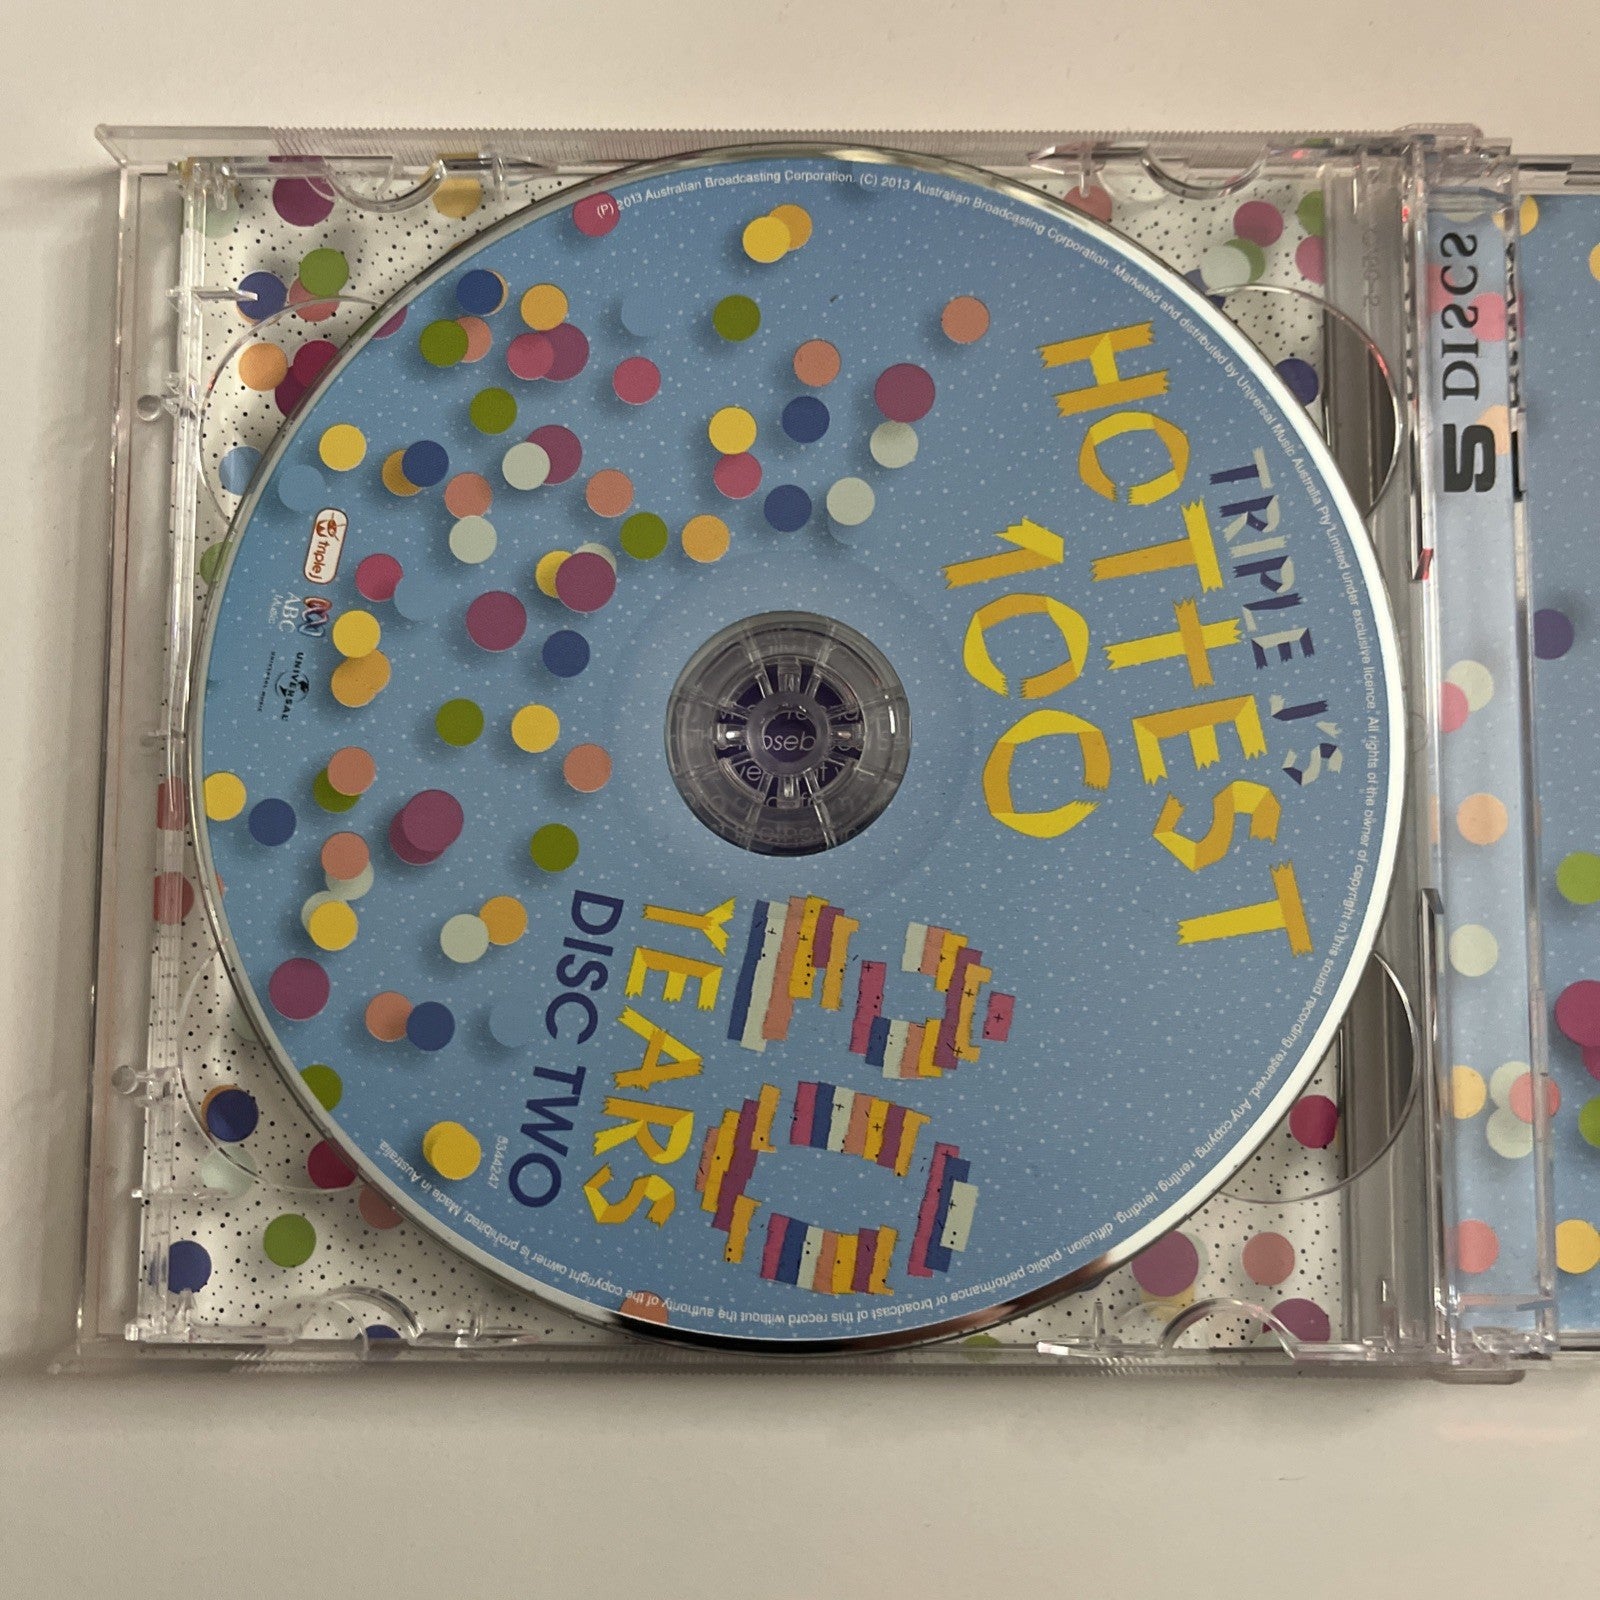 TRIPLE J'S
HOTTEST
100
20
YEARS
DISC TWO
5344247
triple j
ABC
Music
UNIVERSAL
UNIVERSAL MUSIC
(P) 2013 Australian Broadcasting Corporation. (C) 2013 Australian Broadcasting Corporation. Marketed and distributed by Universal Music Australia Pty Limited under exclusive licence. All rights of the owner of copyright in this sound recording reserved. Any copying, renting, lending, diffusion, public performance or broadcast of this record without the authority of the copyright owner is prohibited. Made in Australia.
2 DISCS